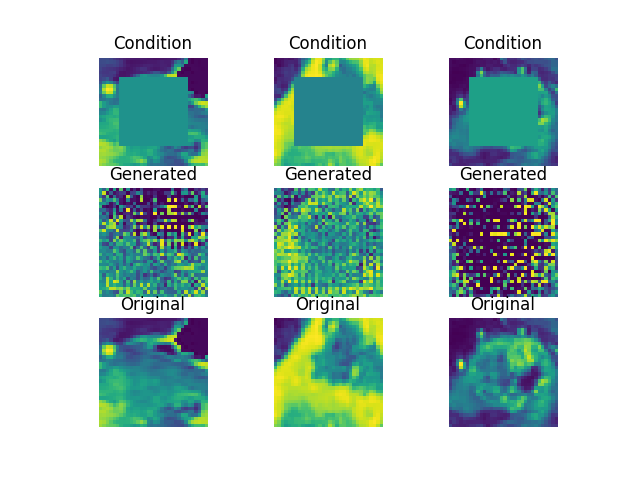 Condition Condition Condition
Generated Generated Generated
Original Original Original